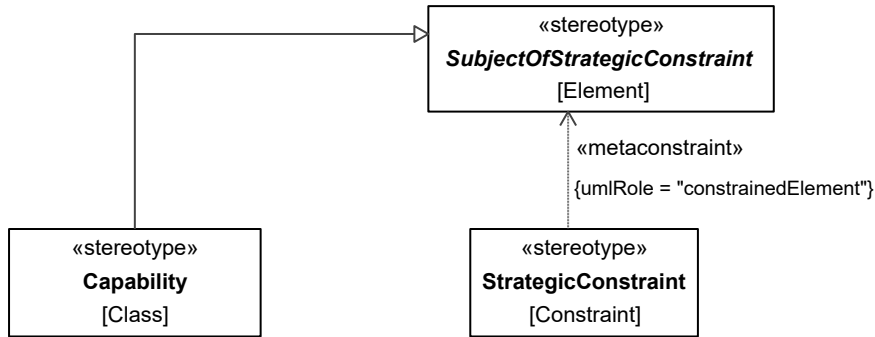 «stereotype»
SubjectOfStrategicConstraint
[Element]
«metaconstraint»
{umlRole = "constrainedElement"}
«stereotype»
Capability
[Class]
«stereotype»
StrategicConstraint
[Constraint]